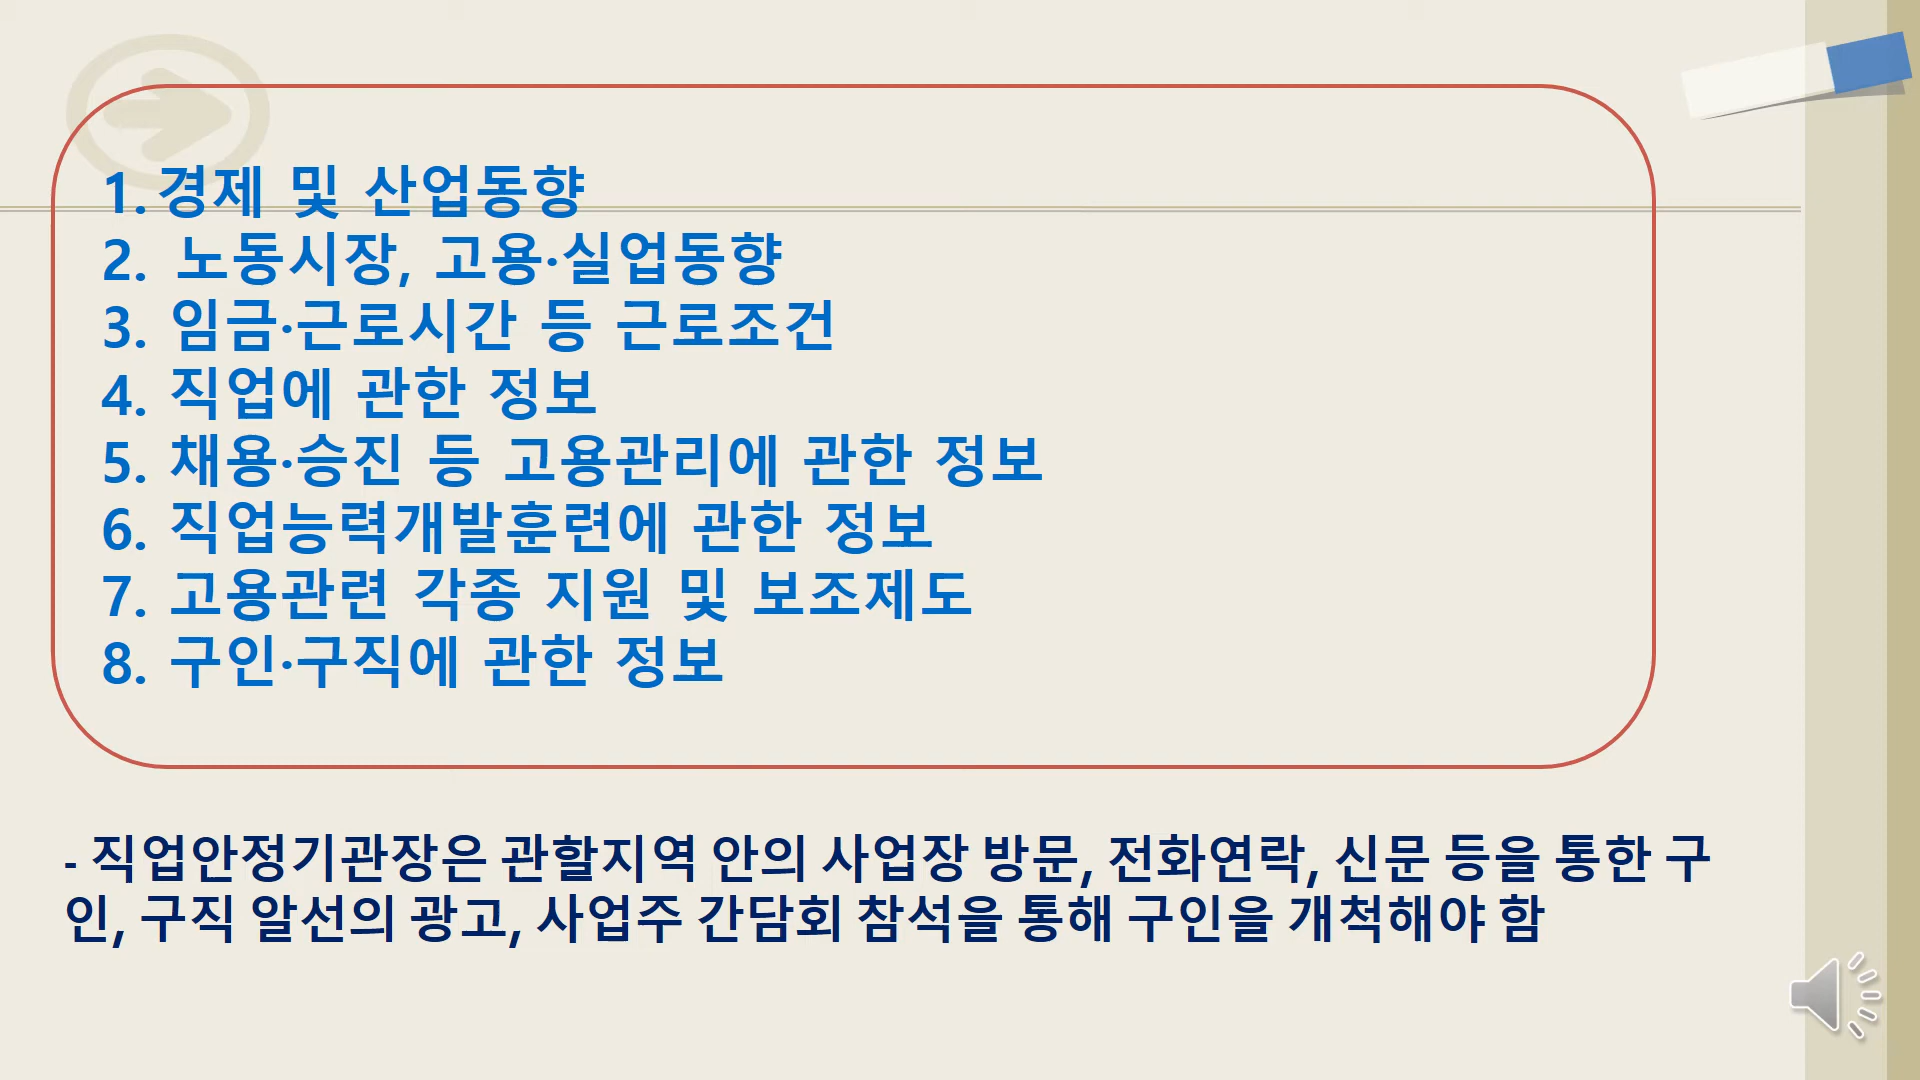 1. 경제 및 산업동향
2. 노동시장, 고용·실업동향
3. 임금·근로시간 등 근로조건
4. 직업에 관한 정보
5. 채용·승진 등 고용관리에 관한 정보
6. 직업능력개발훈련에 관한 정보
7. 고용관련 각종 지원 및 보조제도
8. 구인·구직에 관한 정보
- 직업안정기관장은 관할지역 안의 사업장 방문, 전화연락, 신문 등을 통한 구
인, 구직 알선의 광고, 사업주 간담회 참석을 통해 구인을 개척해야 함